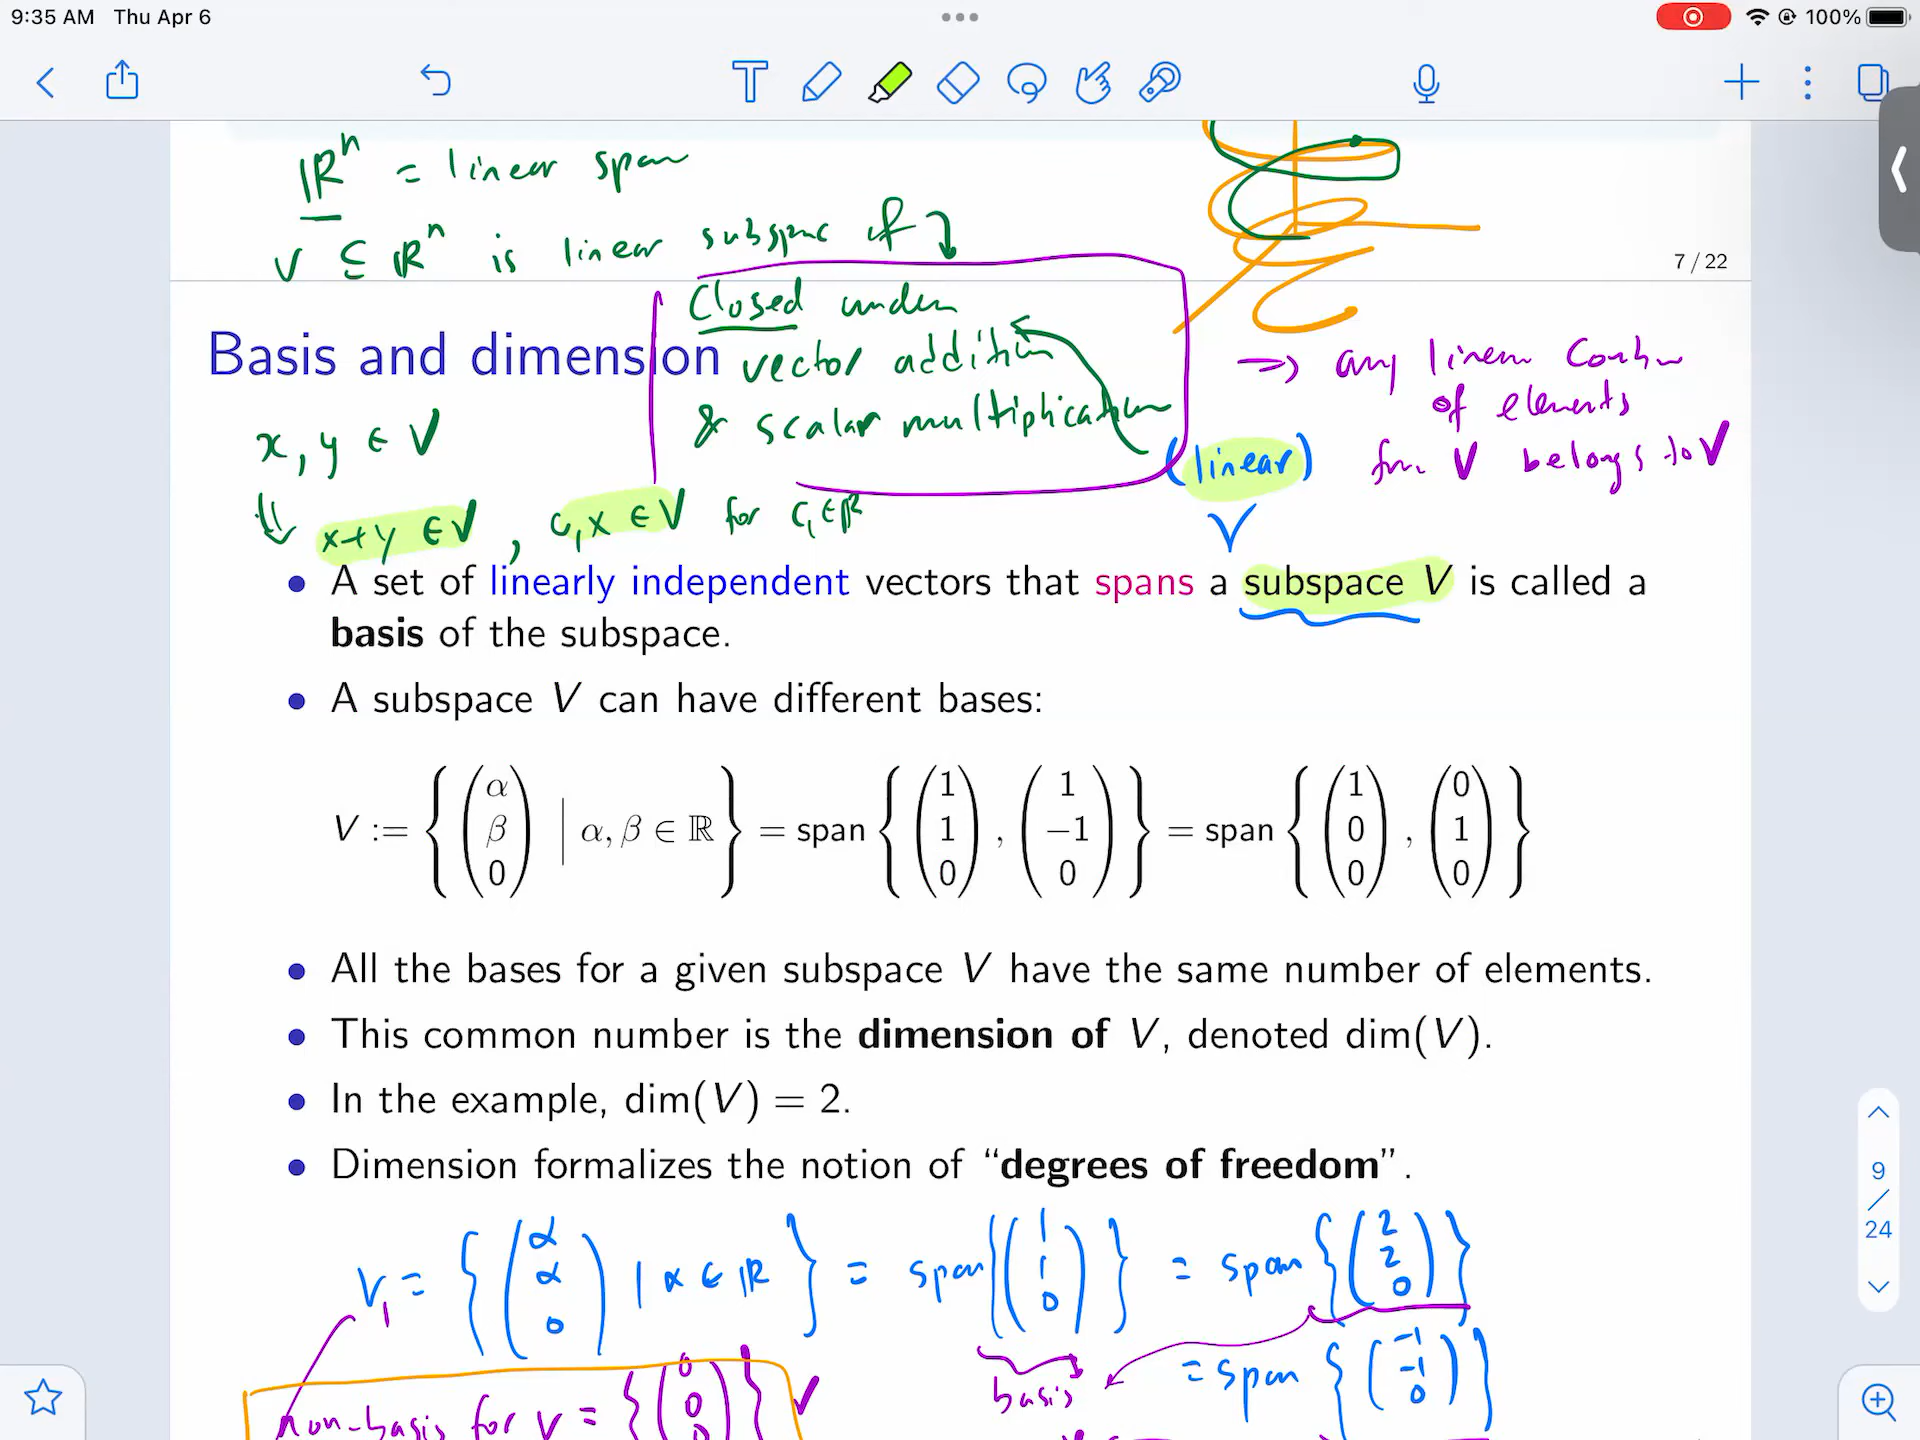 9:35 AM Thu Apr 6
100%
ℝⁿ = linear span
V ⊆ ℝⁿ is linear subspace if
7 / 22
Closed under
vector addition
& scalar multiplication
Basis and dimension
→ any linear
of elements
V belongs to V
(linear)
x, y ∈ V
⇓ x+y ∈ V, c₁x ∈ V for c₁ ∈ ℝ
• A set of linearly independent vectors that spans a subspace V is called a
basis of the subspace.
• A subspace V can have different bases:
V := { (α β 0) | α, β ∈ ℝ } = span { (1 1 0), (1 −1 0) } = span { (1 0 0), (0 1 0) }
• All the bases for a given subspace V have the same number of elements.
• This common number is the dimension of V, denoted dim(V).
• In the example, dim(V) = 2.
• Dimension formalizes the notion of “degrees of freedom”.
V₁ = { (α α 0) | α ∈ ℝ } = span { (1 1 0) } = span { (2 2 0) }
basis
= span { (-1 -1 0) }
non-basis for V = { (0 0 0) } ✓
9
/
24